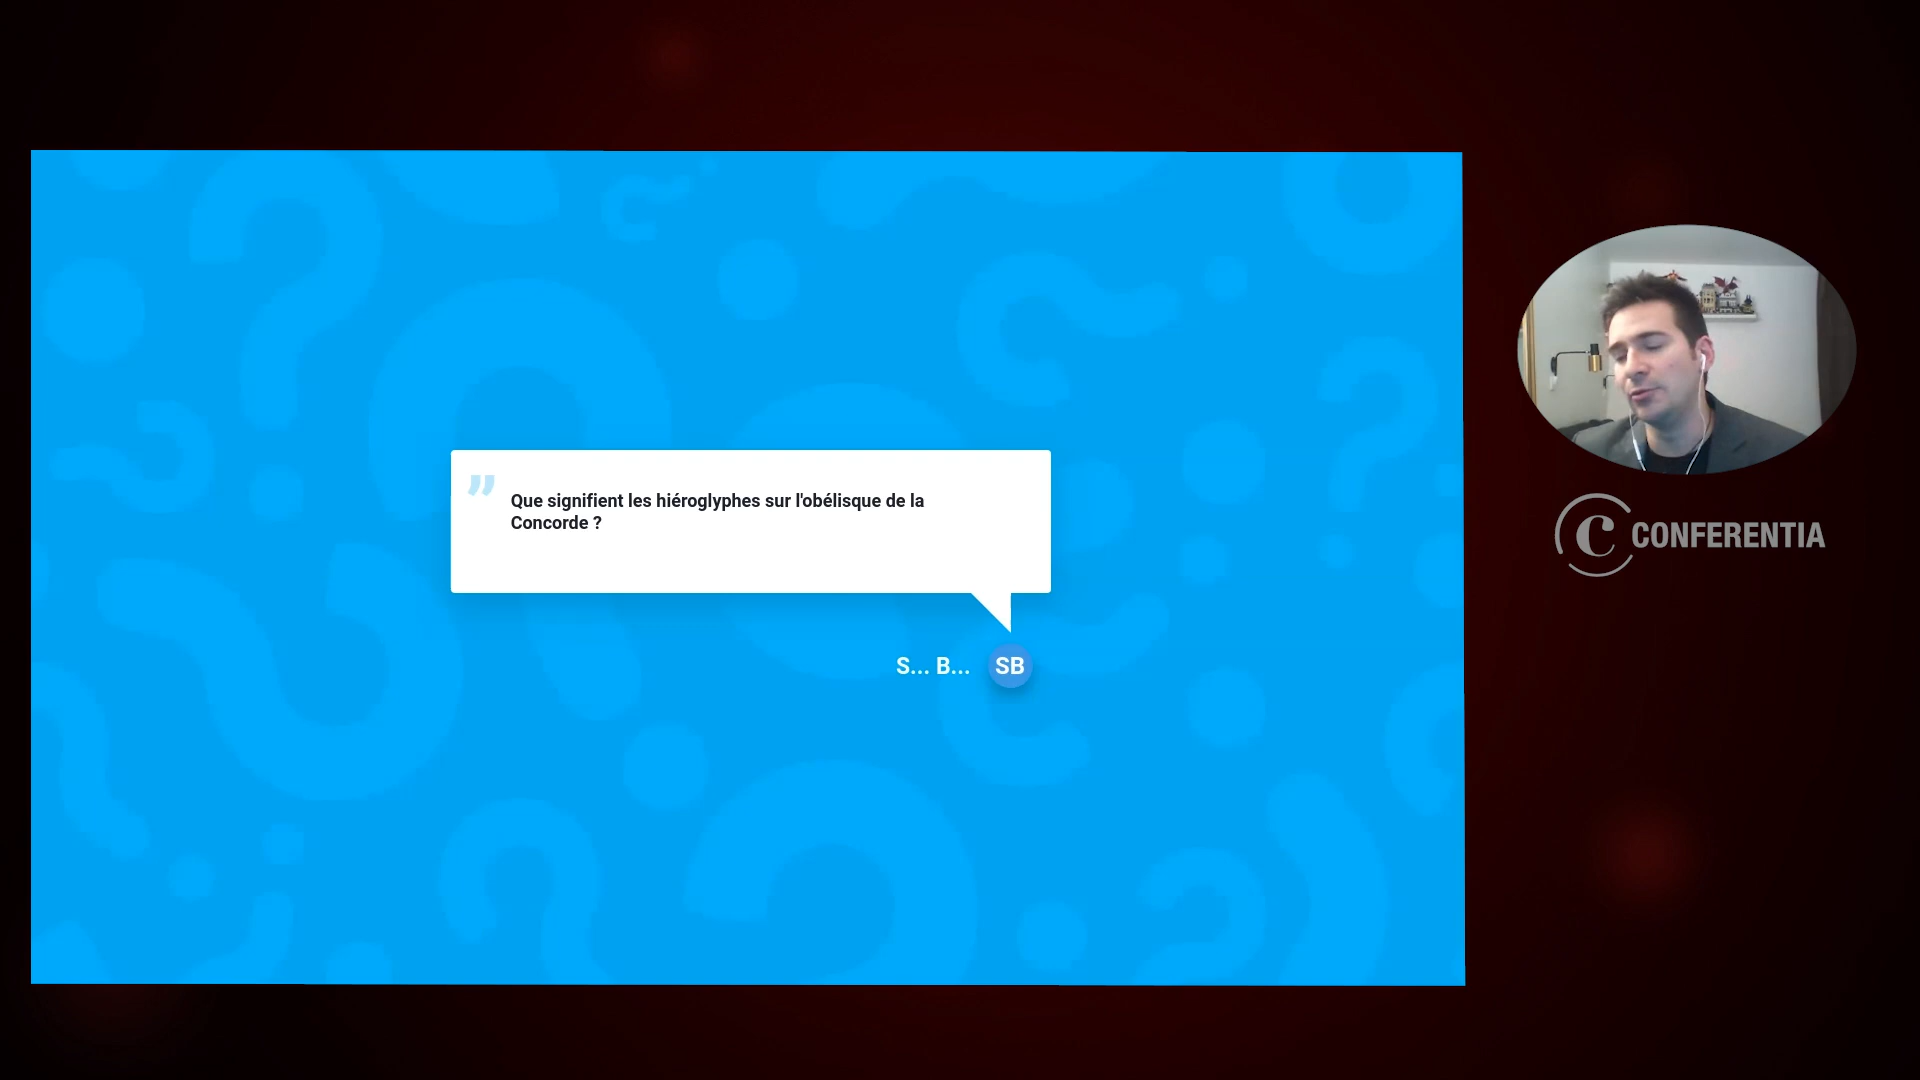 Que signifient les hiéroglyphes sur l'obélisque de la
Concorde ?
S... B...
SB
C CONFERENTIA